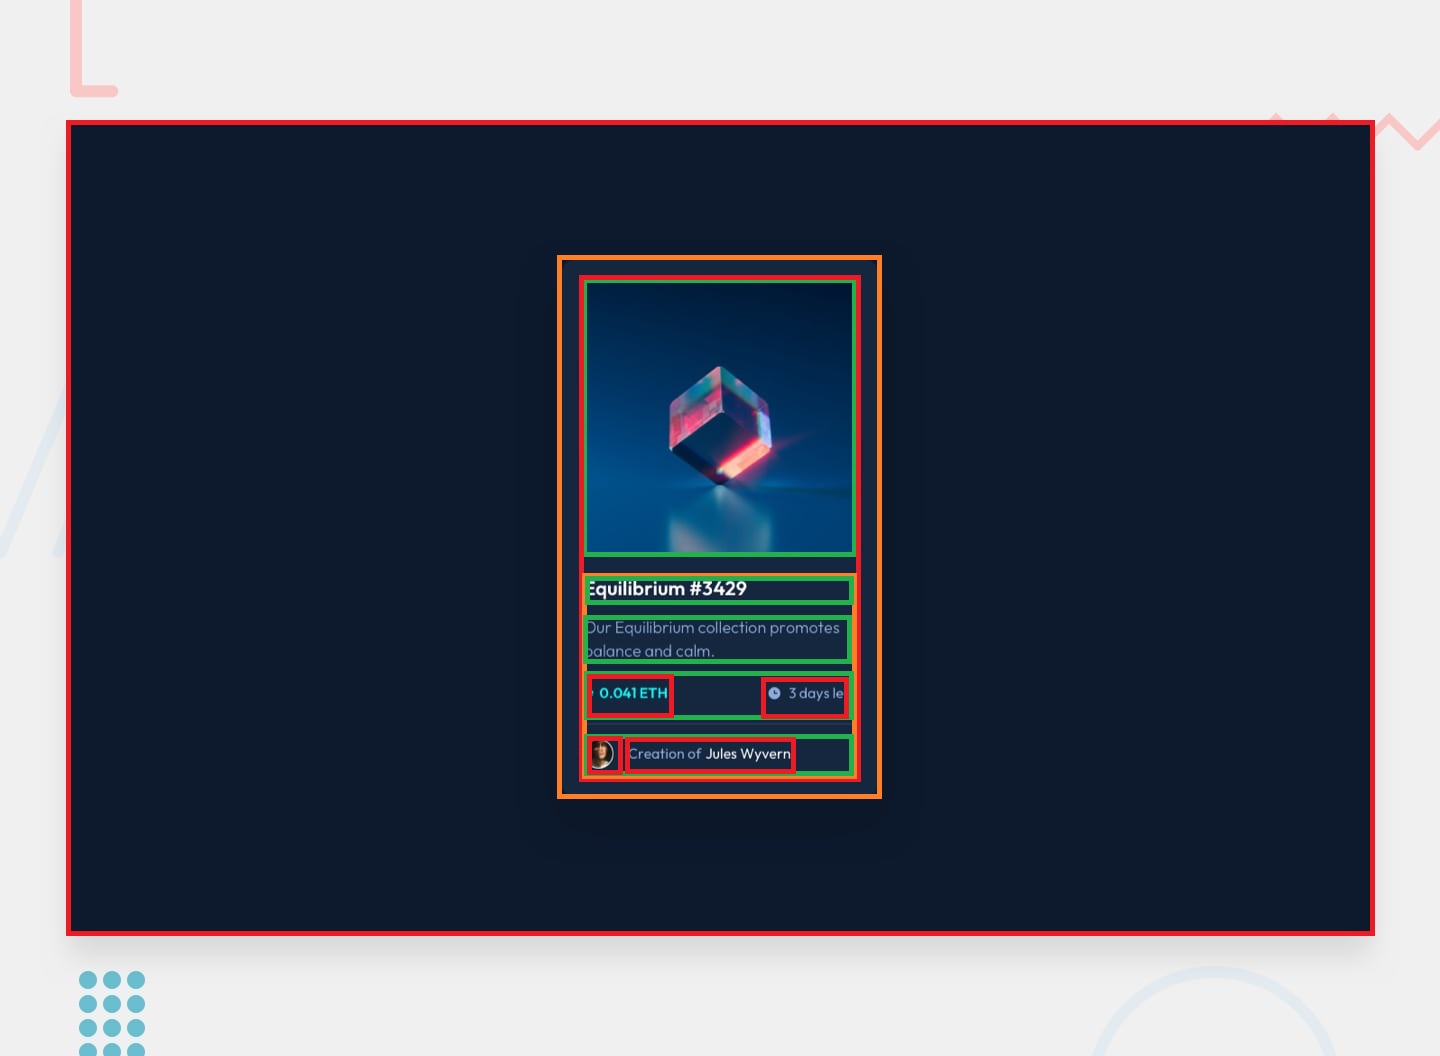 Equilibrium #3429
Our Equilibrium collection promotes
balance and calm.
0.041 ETH
3 days le
Creation of Jules Wyvern